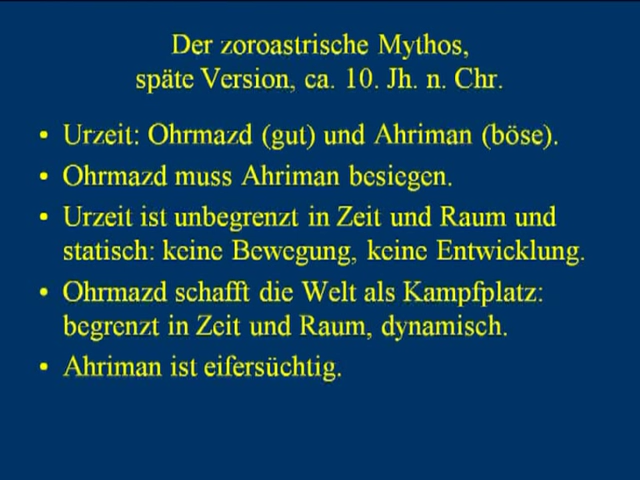 Der zoroastrische Mythos,
späte Version, ca. 10. Jh. n. Chr.
• Urzeit: Ohrmazd (gut) und Ahriman (böse).
• Ohrmazd muss Ahriman besiegen.
• Urzeit ist unbegrenzt in Zeit und Raum und
statisch: keine Bewegung, keine Entwicklung.
• Ohrmazd schafft die Welt als Kampfplatz:
begrenzt in Zeit und Raum, dynamisch.
• Ahriman ist eifersüchtig.